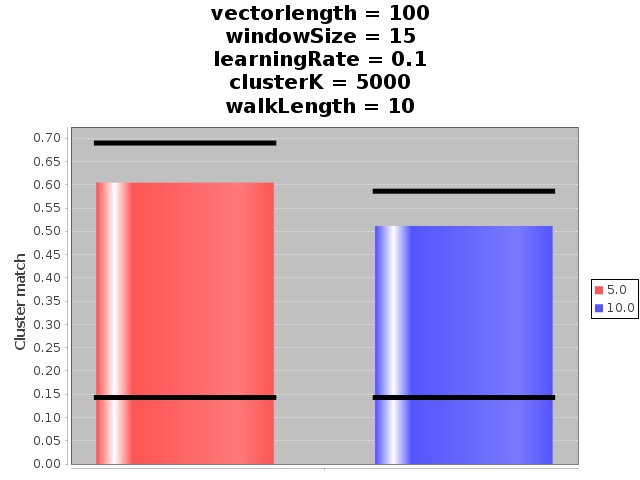 vectorlength = 100
windowSize = 15
learningRate = 0.1
clusterK = 5000
walkLength = 10
0.70
0.65
0.60
0.55
0.50
0.45
0.40
0.35
0.30
0.25
0.20
0.15
0.10
0.05
0.00
Cluster match
5.0
10.0